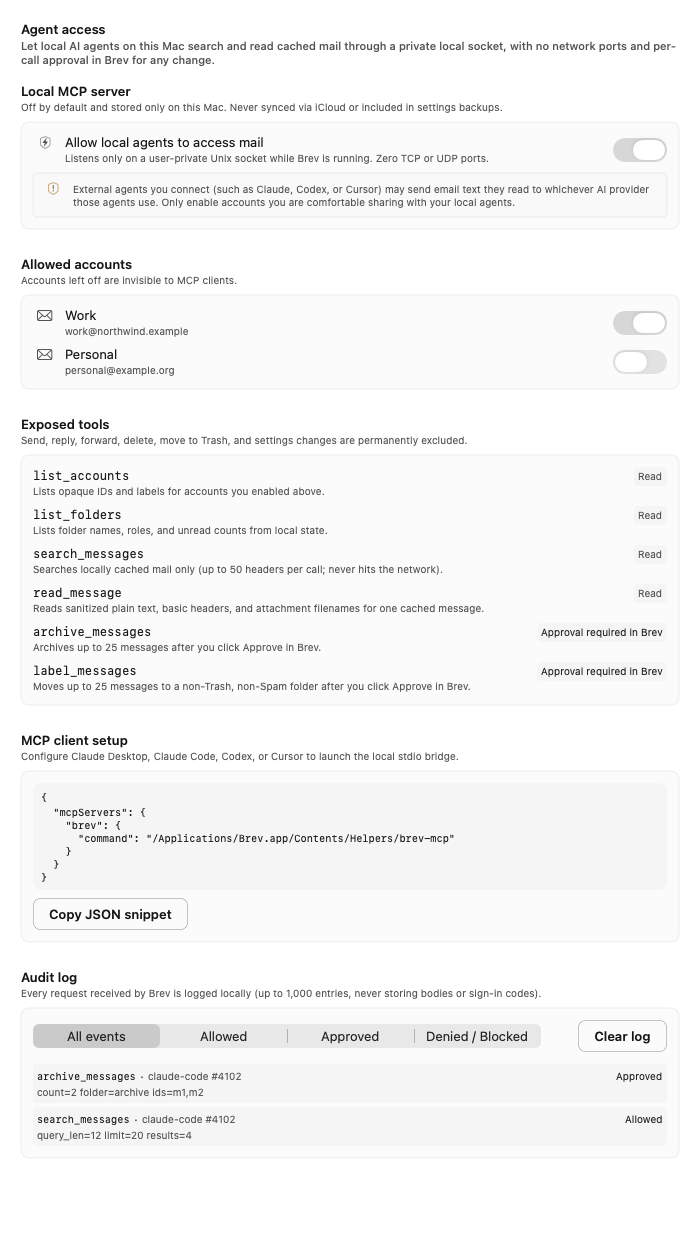 Agent access
Let local AI agents on this Mac search and read cached mail through a private local socket, with no network ports and per-
call approval in Brev for any change.
Local MCP server
Off by default and stored only on this Mac. Never synced via iCloud or included in settings backups.
Allow local agents to access mail
Listens only on a user-private Unix socket while Brev is running. Zero TCP or UDP ports.
External agents you connect (such as Claude, Codex, or Cursor) may send email text they read to whichever AI provider
those agents use. Only enable accounts you are comfortable sharing with your local agents.
Allowed accounts
Accounts left off are invisible to MCP clients.
Work
work@northwind.example
Personal
personal@example.org
Exposed tools
Send, reply, forward, delete, move to Trash, and settings changes are permanently excluded.
list_accounts Read
Lists opaque IDs and labels for accounts you enabled above.
list_folders Read
Lists folder names, roles, and unread counts from local state.
search_messages Read
Searches locally cached mail only (up to 50 headers per call; never hits the network).
read_message Read
Reads sanitized plain text, basic headers, and attachment filenames for one cached message.
archive_messages Approval required in Brev
Archives up to 25 messages after you click Approve in Brev.
label_messages Approval required in Brev
Moves up to 25 messages to a non-Trash, non-Spam folder after you click Approve in Brev.
MCP client setup
Configure Claude Desktop, Claude Code, Codex, or Cursor to launch the local stdio bridge.
{
  "mcpServers": {
    "brev": {
      "command": "/Applications/Brev.app/Contents/Helpers/brev-mcp"
    }
  }
}
Copy JSON snippet
Audit log
Every request received by Brev is logged locally (up to 1,000 entries, never storing bodies or sign-in codes).
All events Allowed Approved Denied / Blocked Clear log
archive_messages · claude-code #4102 Approved
count=2 folder=archive ids=m1,m2
search_messages · claude-code #4102 Allowed
query_len=12 limit=20 results=4